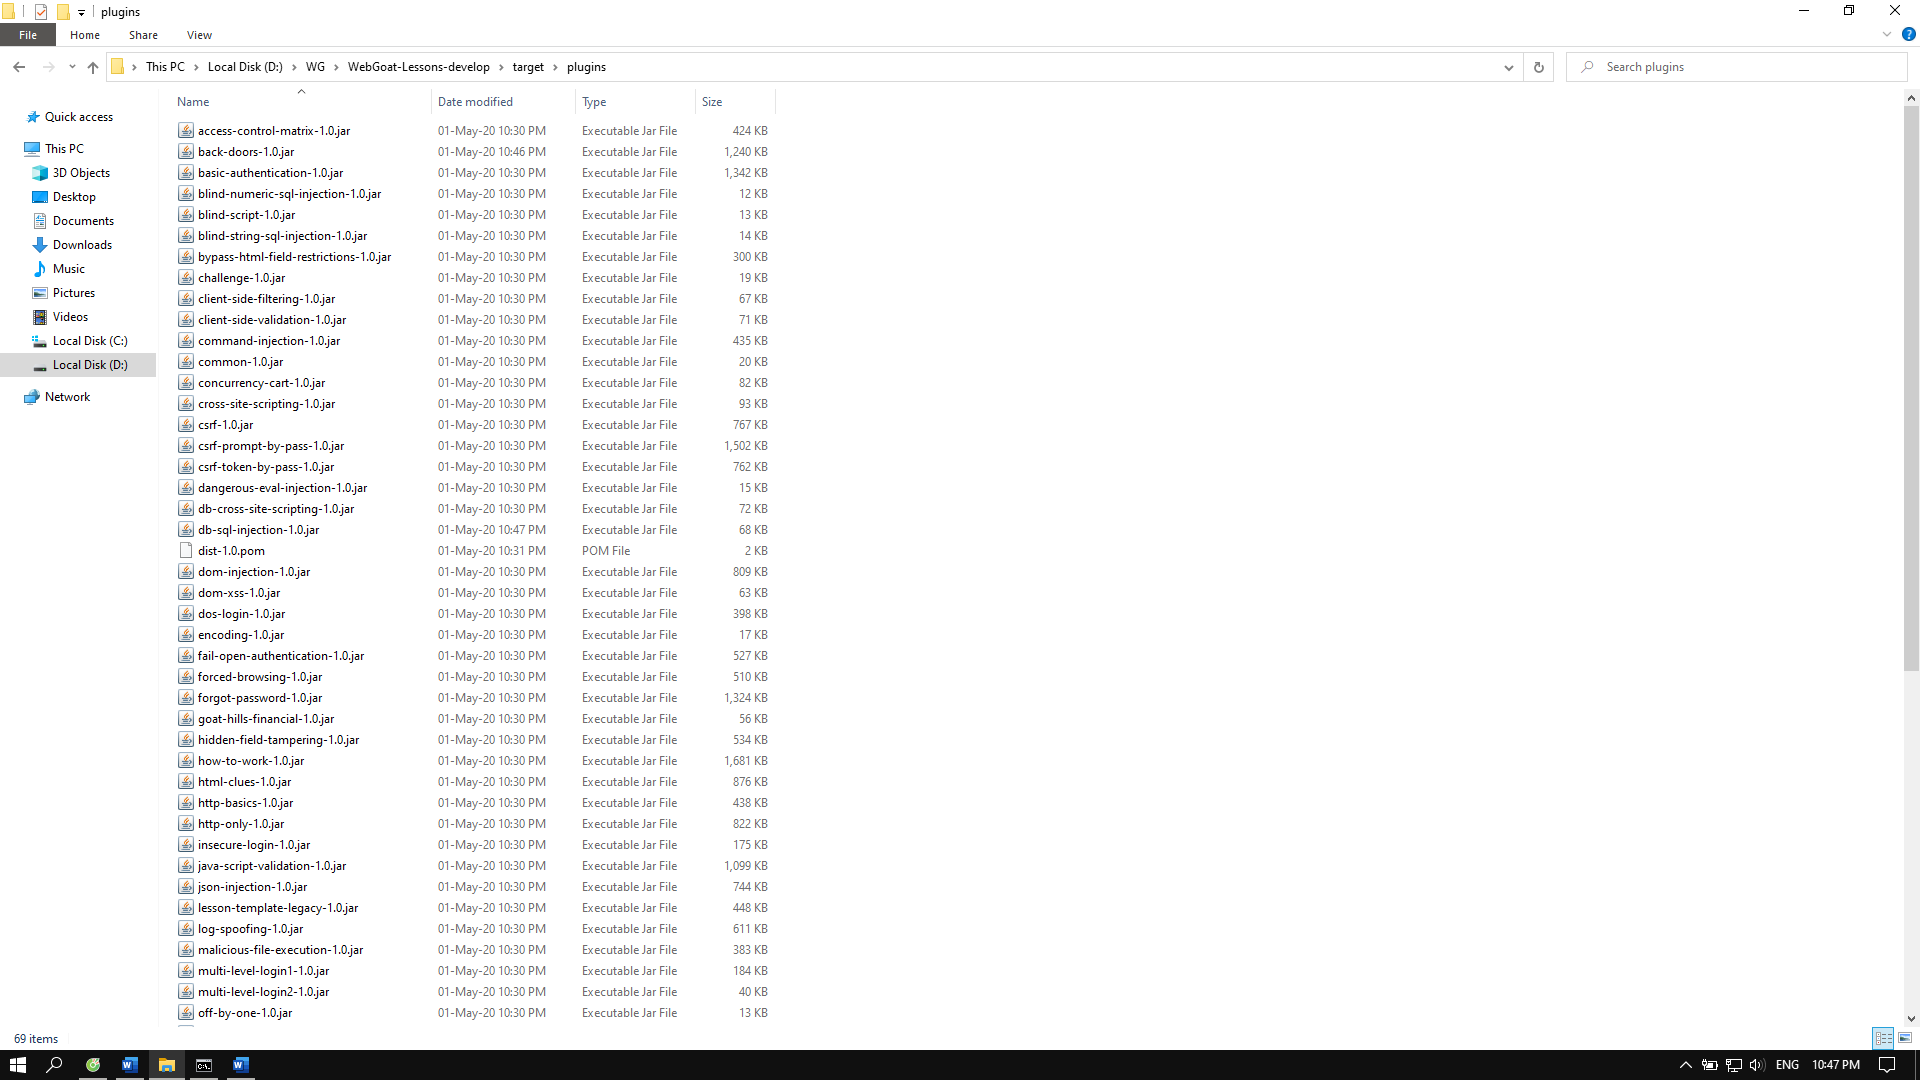 plugins
File Home Share View
This PC Local Disk (D:) WG WebGoat-Lessons-develop target plugins Search plugins
Name Date modified Type Size
Quick access
This PC
3D Objects
Desktop
Documents
Downloads
Music
Pictures
Videos
Local Disk (C:)
Local Disk (D:)
Network
access-control-matrix-1.0.jar 01-May-20 10:30 PM Executable Jar File 424 KB
back-doors-1.0.jar 01-May-20 10:46 PM Executable Jar File 1,240 KB
basic-authentication-1.0.jar 01-May-20 10:30 PM Executable Jar File 1,342 KB
blind-numeric-sql-injection-1.0.jar 01-May-20 10:30 PM Executable Jar File 12 KB
blind-script-1.0.jar 01-May-20 10:30 PM Executable Jar File 13 KB
blind-string-sql-injection-1.0.jar 01-May-20 10:30 PM Executable Jar File 14 KB
bypass-html-field-restrictions-1.0.jar 01-May-20 10:30 PM Executable Jar File 300 KB
challenge-1.0.jar 01-May-20 10:30 PM Executable Jar File 19 KB
client-side-filtering-1.0.jar 01-May-20 10:30 PM Executable Jar File 67 KB
client-side-validation-1.0.jar 01-May-20 10:30 PM Executable Jar File 71 KB
command-injection-1.0.jar 01-May-20 10:30 PM Executable Jar File 435 KB
common-1.0.jar 01-May-20 10:30 PM Executable Jar File 20 KB
concurrency-cart-1.0.jar 01-May-20 10:30 PM Executable Jar File 82 KB
cross-site-scripting-1.0.jar 01-May-20 10:30 PM Executable Jar File 93 KB
csrf-1.0.jar 01-May-20 10:30 PM Executable Jar File 767 KB
csrf-prompt-by-pass-1.0.jar 01-May-20 10:30 PM Executable Jar File 1,502 KB
csrf-token-by-pass-1.0.jar 01-May-20 10:30 PM Executable Jar File 762 KB
dangerous-eval-injection-1.0.jar 01-May-20 10:30 PM Executable Jar File 15 KB
db-cross-site-scripting-1.0.jar 01-May-20 10:30 PM Executable Jar File 72 KB
db-sql-injection-1.0.jar 01-May-20 10:47 PM Executable Jar File 68 KB
dist-1.0.pom 01-May-20 10:31 PM POM File 2 KB
dom-injection-1.0.jar 01-May-20 10:30 PM Executable Jar File 809 KB
dom-xss-1.0.jar 01-May-20 10:30 PM Executable Jar File 63 KB
dos-login-1.0.jar 01-May-20 10:30 PM Executable Jar File 398 KB
encoding-1.0.jar 01-May-20 10:30 PM Executable Jar File 17 KB
fail-open-authentication-1.0.jar 01-May-20 10:30 PM Executable Jar File 527 KB
forced-browsing-1.0.jar 01-May-20 10:30 PM Executable Jar File 510 KB
forgot-password-1.0.jar 01-May-20 10:30 PM Executable Jar File 1,324 KB
goat-hills-financial-1.0.jar 01-May-20 10:30 PM Executable Jar File 56 KB
hidden-field-tampering-1.0.jar 01-May-20 10:30 PM Executable Jar File 534 KB
how-to-work-1.0.jar 01-May-20 10:30 PM Executable Jar File 1,681 KB
html-clues-1.0.jar 01-May-20 10:30 PM Executable Jar File 876 KB
http-basics-1.0.jar 01-May-20 10:30 PM Executable Jar File 438 KB
http-only-1.0.jar 01-May-20 10:30 PM Executable Jar File 822 KB
insecure-login-1.0.jar 01-May-20 10:30 PM Executable Jar File 175 KB
java-script-validation-1.0.jar 01-May-20 10:30 PM Executable Jar File 1,099 KB
json-injection-1.0.jar 01-May-20 10:30 PM Executable Jar File 744 KB
lesson-template-legacy-1.0.jar 01-May-20 10:30 PM Executable Jar File 448 KB
log-spoofing-1.0.jar 01-May-20 10:30 PM Executable Jar File 611 KB
malicious-file-execution-1.0.jar 01-May-20 10:30 PM Executable Jar File 383 KB
multi-level-login1-1.0.jar 01-May-20 10:30 PM Executable Jar File 184 KB
multi-level-login2-1.0.jar 01-May-20 10:30 PM Executable Jar File 40 KB
off-by-one-1.0.jar 01-May-20 10:30 PM Executable Jar File 13 KB
69 items
ENG 10:47 PM